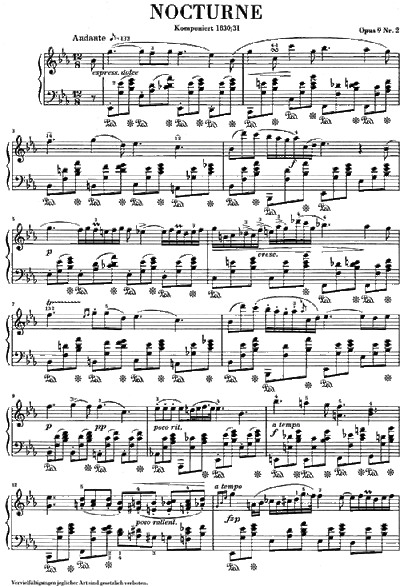 NOCTURNE
Komponiert 1830/31
Opus 9 Nr. 2
Andante
espress. dolce
f
p
cresc.
p
pp
poco rit.
a tempo
f
a tempo
fzp
poco rallent.
Vervielfältigungen jeglicher Art sind gesetzlich verboten.